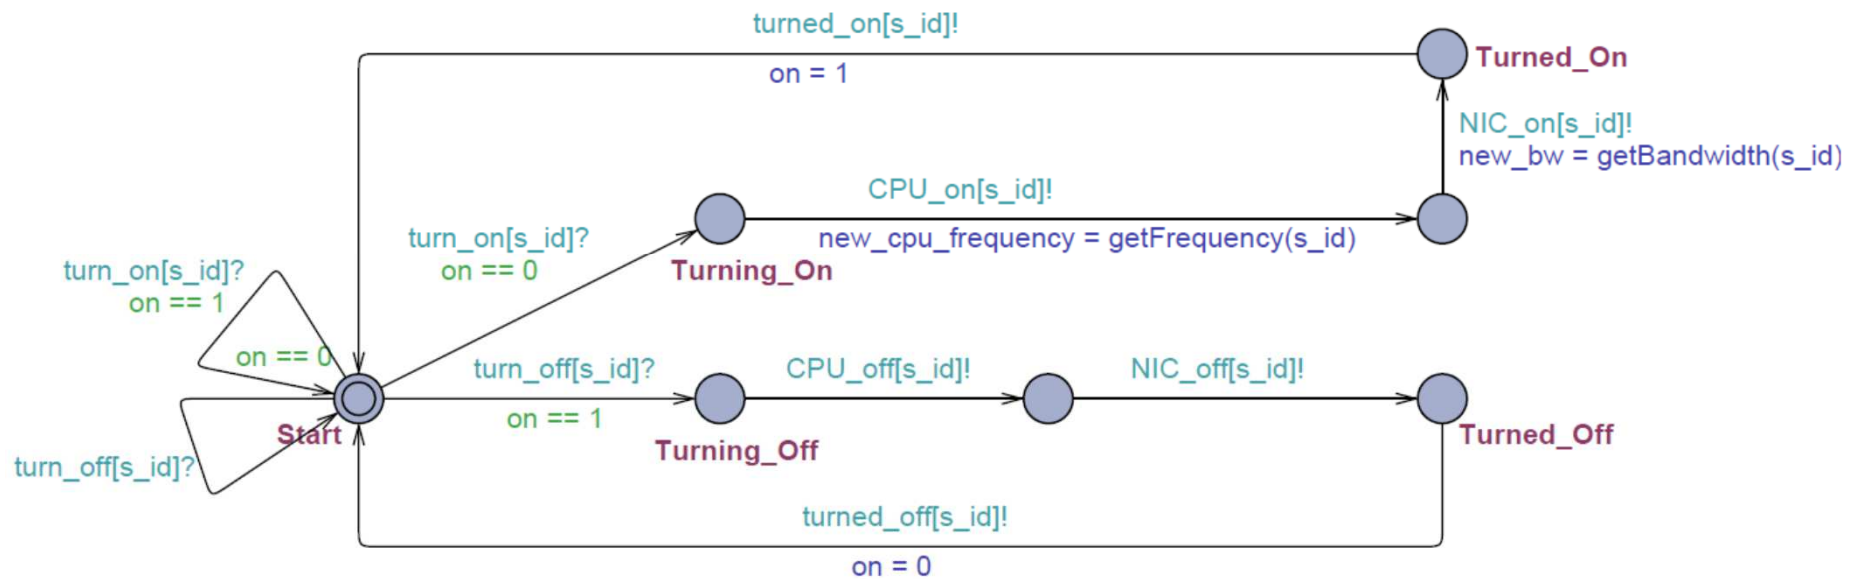 turned_on[s_id]!
on = 1
Turned_On
NIC_on[s_id]!
new_bw = getBandwidth(s_id)
CPU_on[s_id]!
new_cpu_frequency = getFrequency(s_id)
turn_on[s_id]?
on == 0
Turning_On
turn_on[s_id]?
on == 1
on == 0
Start
turn_off[s_id]?
turn_off[s_id]?
on == 1
Turning_Off
CPU_off[s_id]!
NIC_off[s_id]!
Turned_Off
turned_off[s_id]!
on = 0